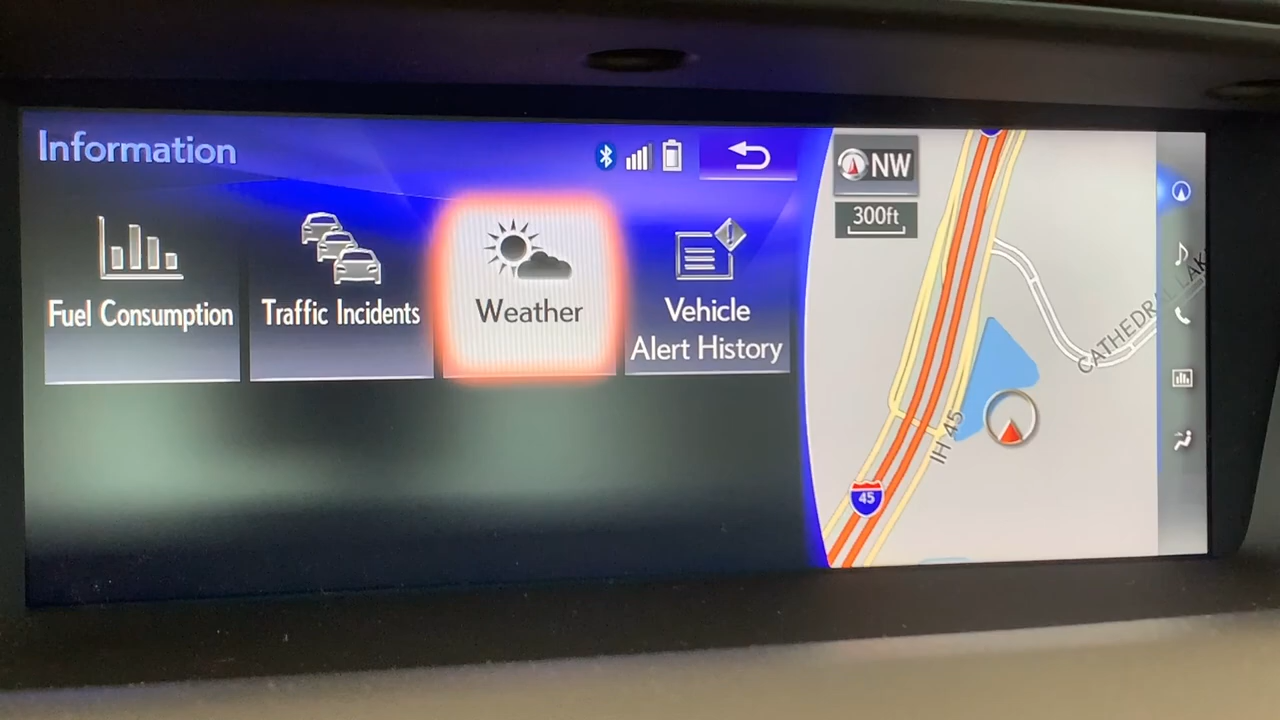 Information
NW
300ft
Fuel Consumption
Traffic Incidents
Weather
Vehicle
Alert History
CATHEDRAL LAK
IH 45
45